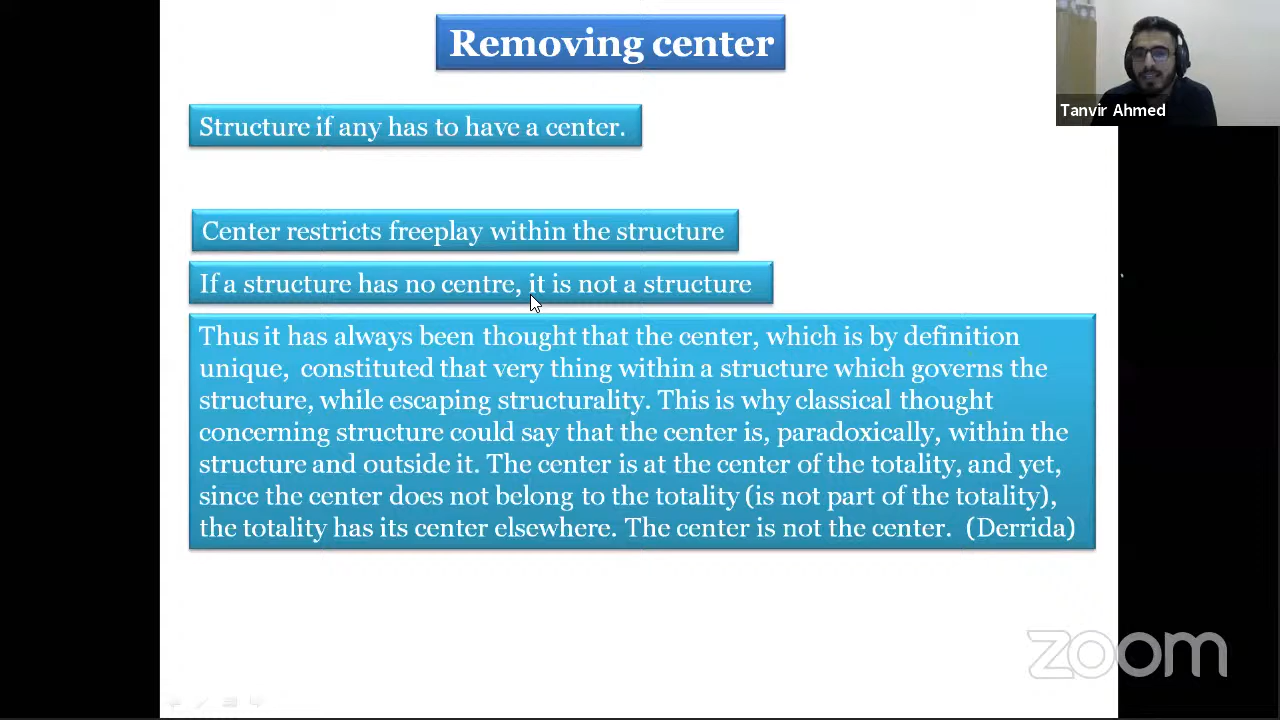 Removing center
Tanvir Ahmed
Structure if any has to have a center.
Center restricts freeplay within the structure
If a structure has no centre, it is not a structure
Thus it has always been thought that the center, which is by definition
unique, constituted that very thing within a structure which governs the
structure, while escaping structurality. This is why classical thought
concerning structure could say that the center is, paradoxically, within the
structure and outside it. The center is at the center of the totality, and yet,
since the center does not belong to the totality (is not part of the totality),
the totality has its center elsewhere. The center is not the center. (Derrida)
zoom